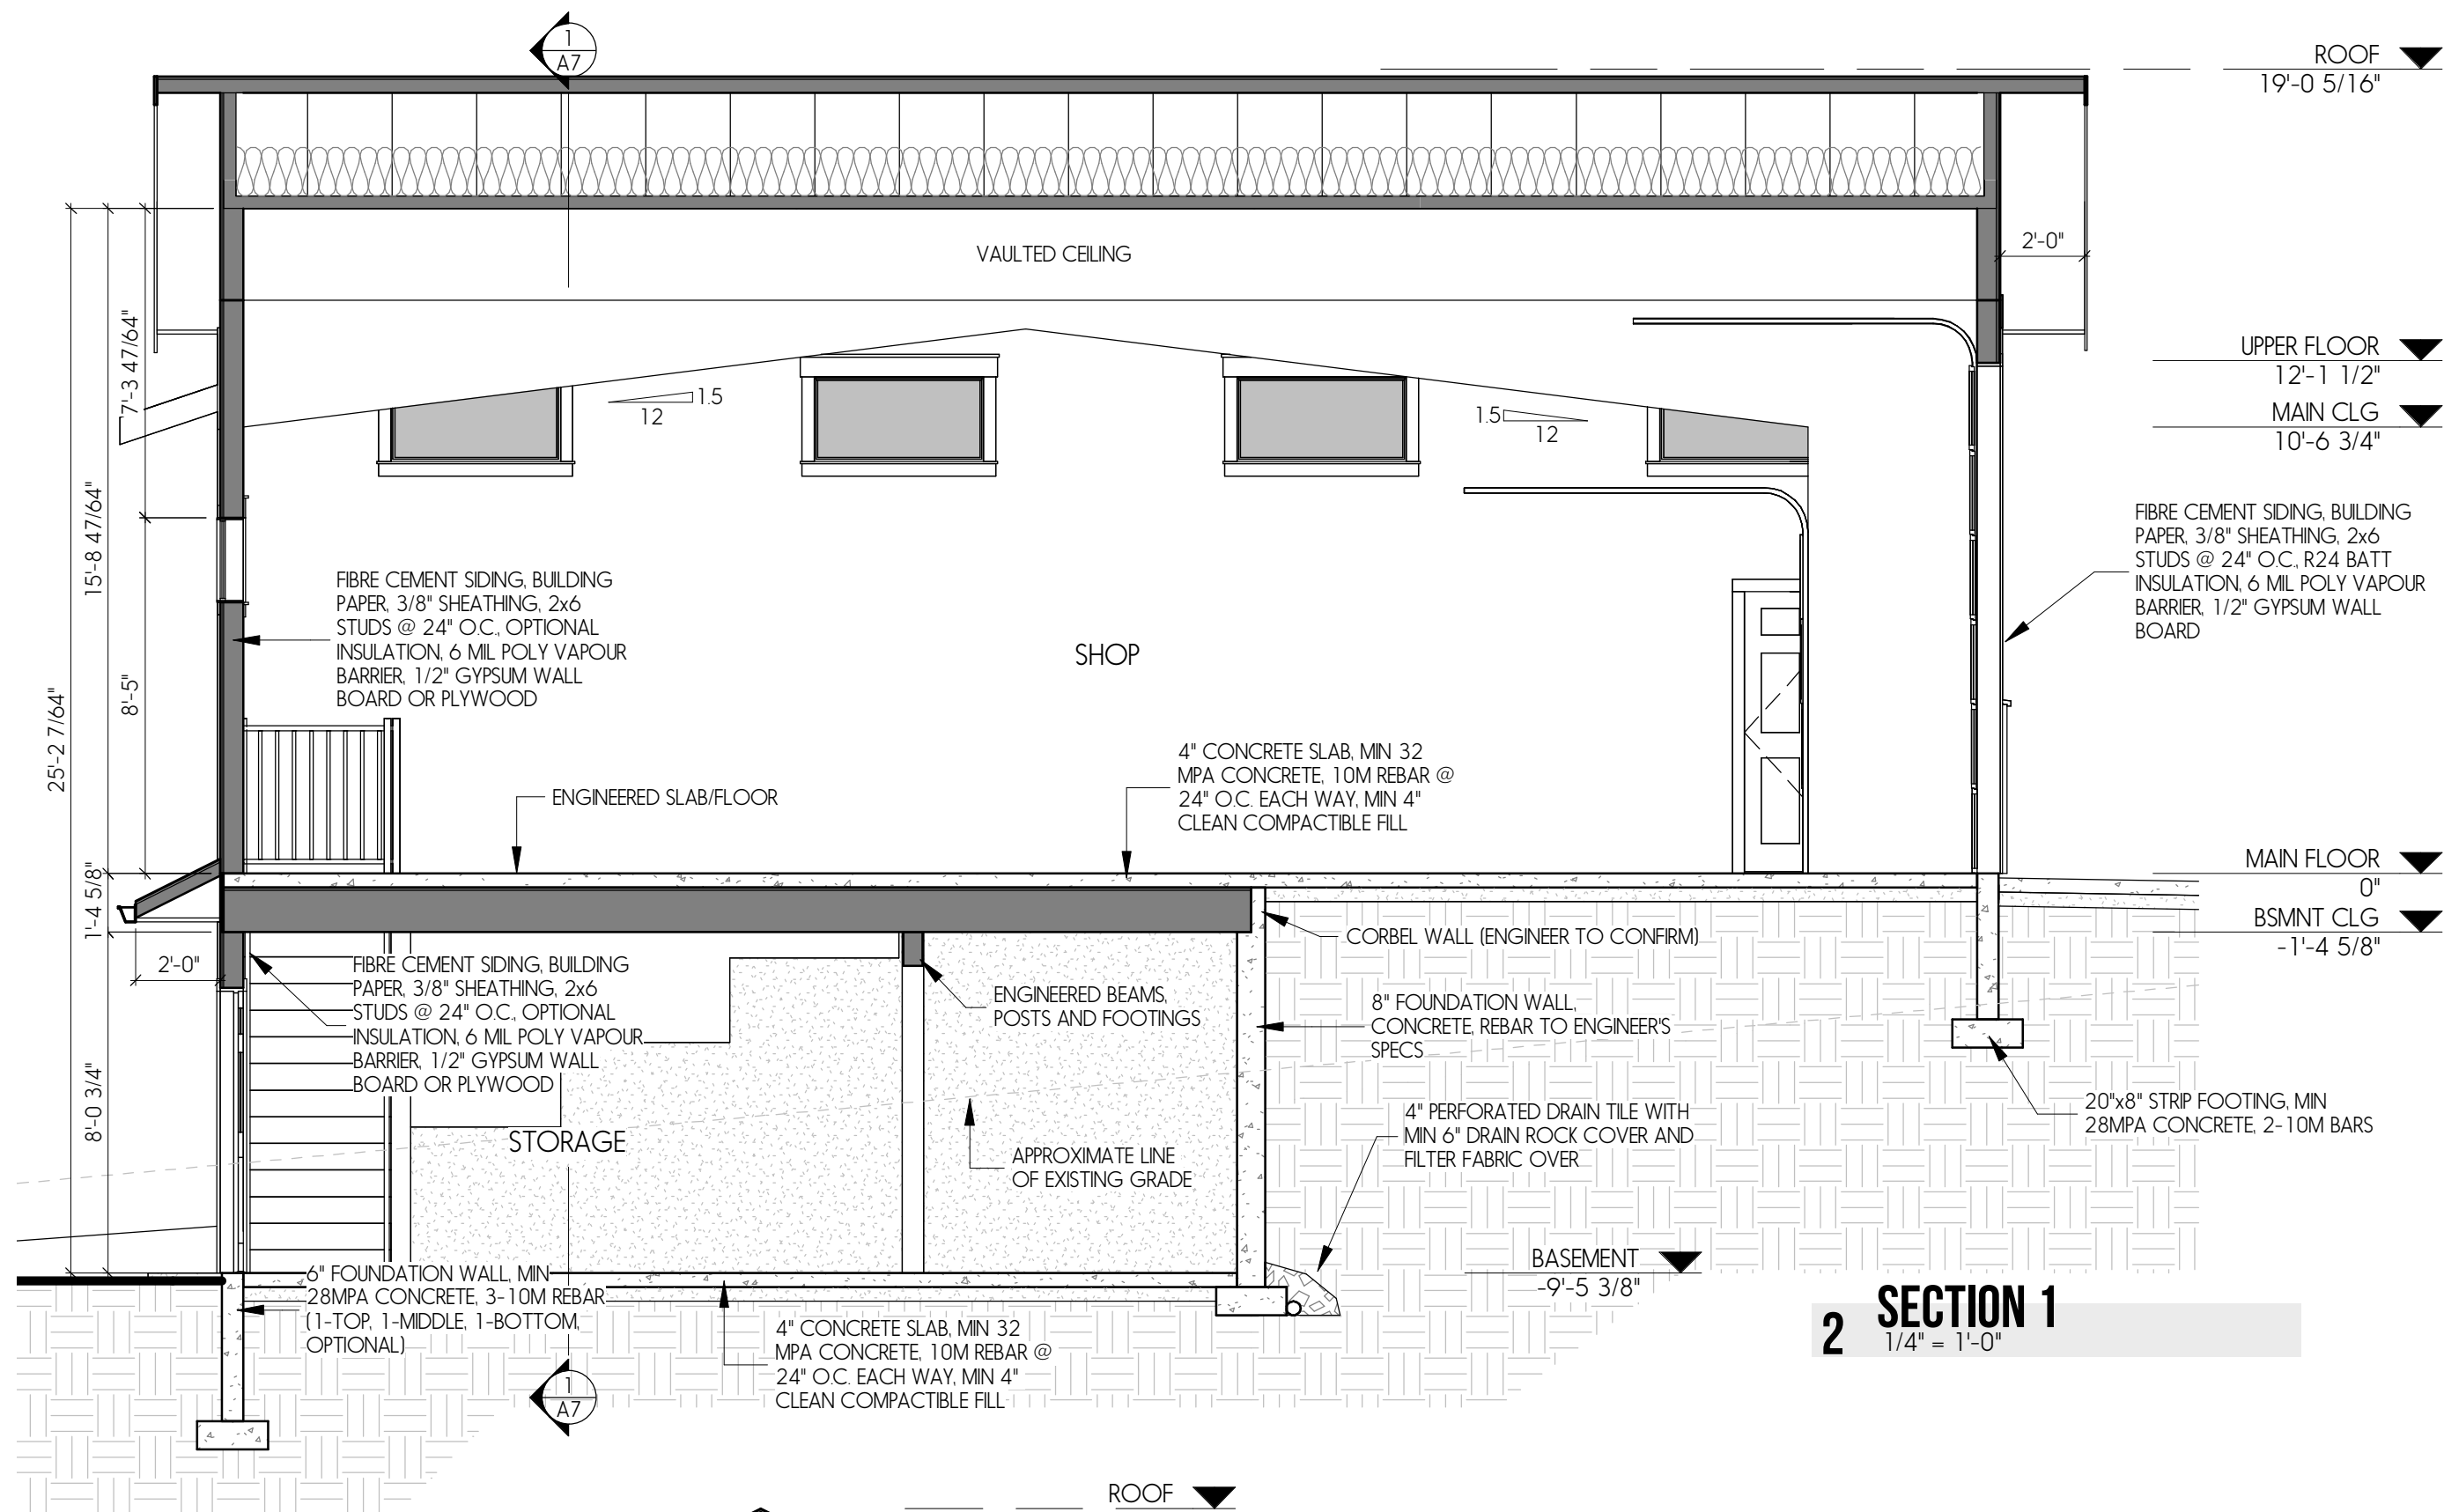 1
A7
ROOF
19'-0 5/16"
VAULTED CEILING
2'-0"
UPPER FLOOR
12'-1 1/2"
MAIN CLG
10'-6 3/4"
7'-3 47/64"
15'-8 47/64"
25'-2 7/64"
8'-5"
1'-4 5/8"
8'-0 3/4"
1.5
12
1.5
12
FIBRE CEMENT SIDING, BUILDING
PAPER, 3/8" SHEATHING, 2x6
STUDS @ 24" O.C., R24 BATT
INSULATION, 6 MIL POLY VAPOUR
BARRIER, 1/2" GYPSUM WALL
BOARD
FIBRE CEMENT SIDING, BUILDING
PAPER, 3/8" SHEATHING, 2x6
STUDS @ 24" O.C., OPTIONAL
INSULATION, 6 MIL POLY VAPOUR
BARRIER, 1/2" GYPSUM WALL
BOARD OR PLYWOOD
SHOP
ENGINEERED SLAB/FLOOR
4" CONCRETE SLAB, MIN 32
MPA CONCRETE, 10M REBAR @
24" O.C. EACH WAY, MIN 4"
CLEAN COMPACTIBLE FILL
MAIN FLOOR
0"
BSMNT CLG
-1'-4 5/8"
2'-0"
FIBRE CEMENT SIDING, BUILDING
PAPER, 3/8" SHEATHING, 2x6
STUDS @ 24" O.C., OPTIONAL
INSULATION, 6 MIL POLY VAPOUR
BARRIER, 1/2" GYPSUM WALL
BOARD OR PLYWOOD
CORBEL WALL (ENGINEER TO CONFIRM)
ENGINEERED BEAMS,
POSTS AND FOOTINGS
8" FOUNDATION WALL,
CONCRETE, REBAR TO ENGINEER'S
SPECS
STORAGE
APPROXIMATE LINE
OF EXISTING GRADE
4" PERFORATED DRAIN TILE WITH
MIN 6" DRAIN ROCK COVER AND
FILTER FABRIC OVER
20"x8" STRIP FOOTING, MIN
28MPA CONCRETE, 2-10M BARS
BASEMENT
-9'-5 3/8"
6" FOUNDATION WALL, MIN
28MPA CONCRETE, 3-10M REBAR
(1-TOP, 1-MIDDLE, 1-BOTTOM,
OPTIONAL)
4" CONCRETE SLAB, MIN 32
MPA CONCRETE, 10M REBAR @
24" O.C. EACH WAY, MIN 4"
CLEAN COMPACTIBLE FILL
1
A7
2 SECTION 1
1/4" = 1'-0"
ROOF